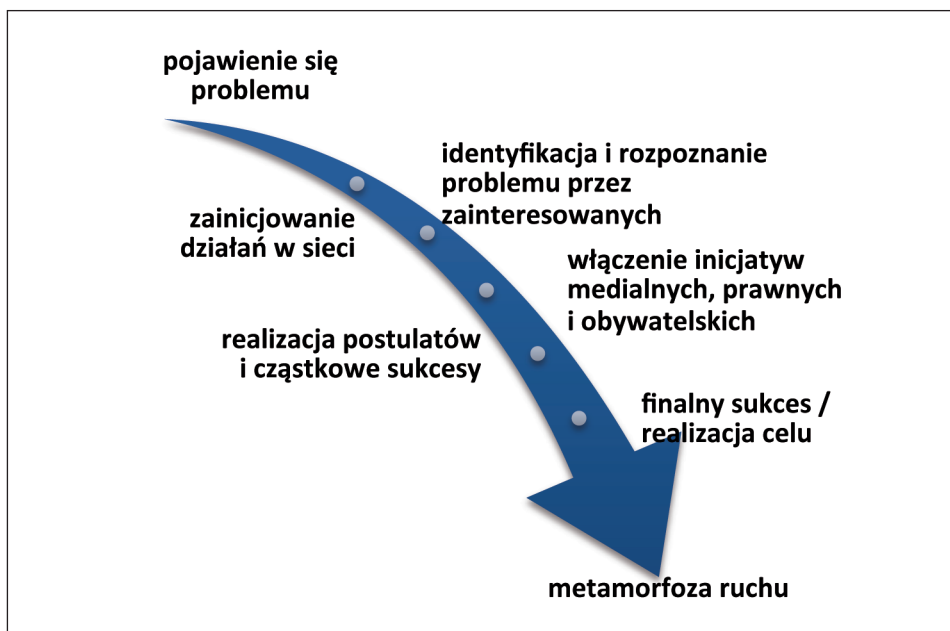 pojawienie się
problemu
identyfikacja i rozpoznanie
problemu przez
zainteresowanych
zainicjowanie
działań w sieci
włączenie inicjatyw
medialnych, prawnych
i obywatelskich
realizacja postulatów
i cząstkowe sukcesy
finalny sukces /
realizacja celu
metamorfoza ruchu